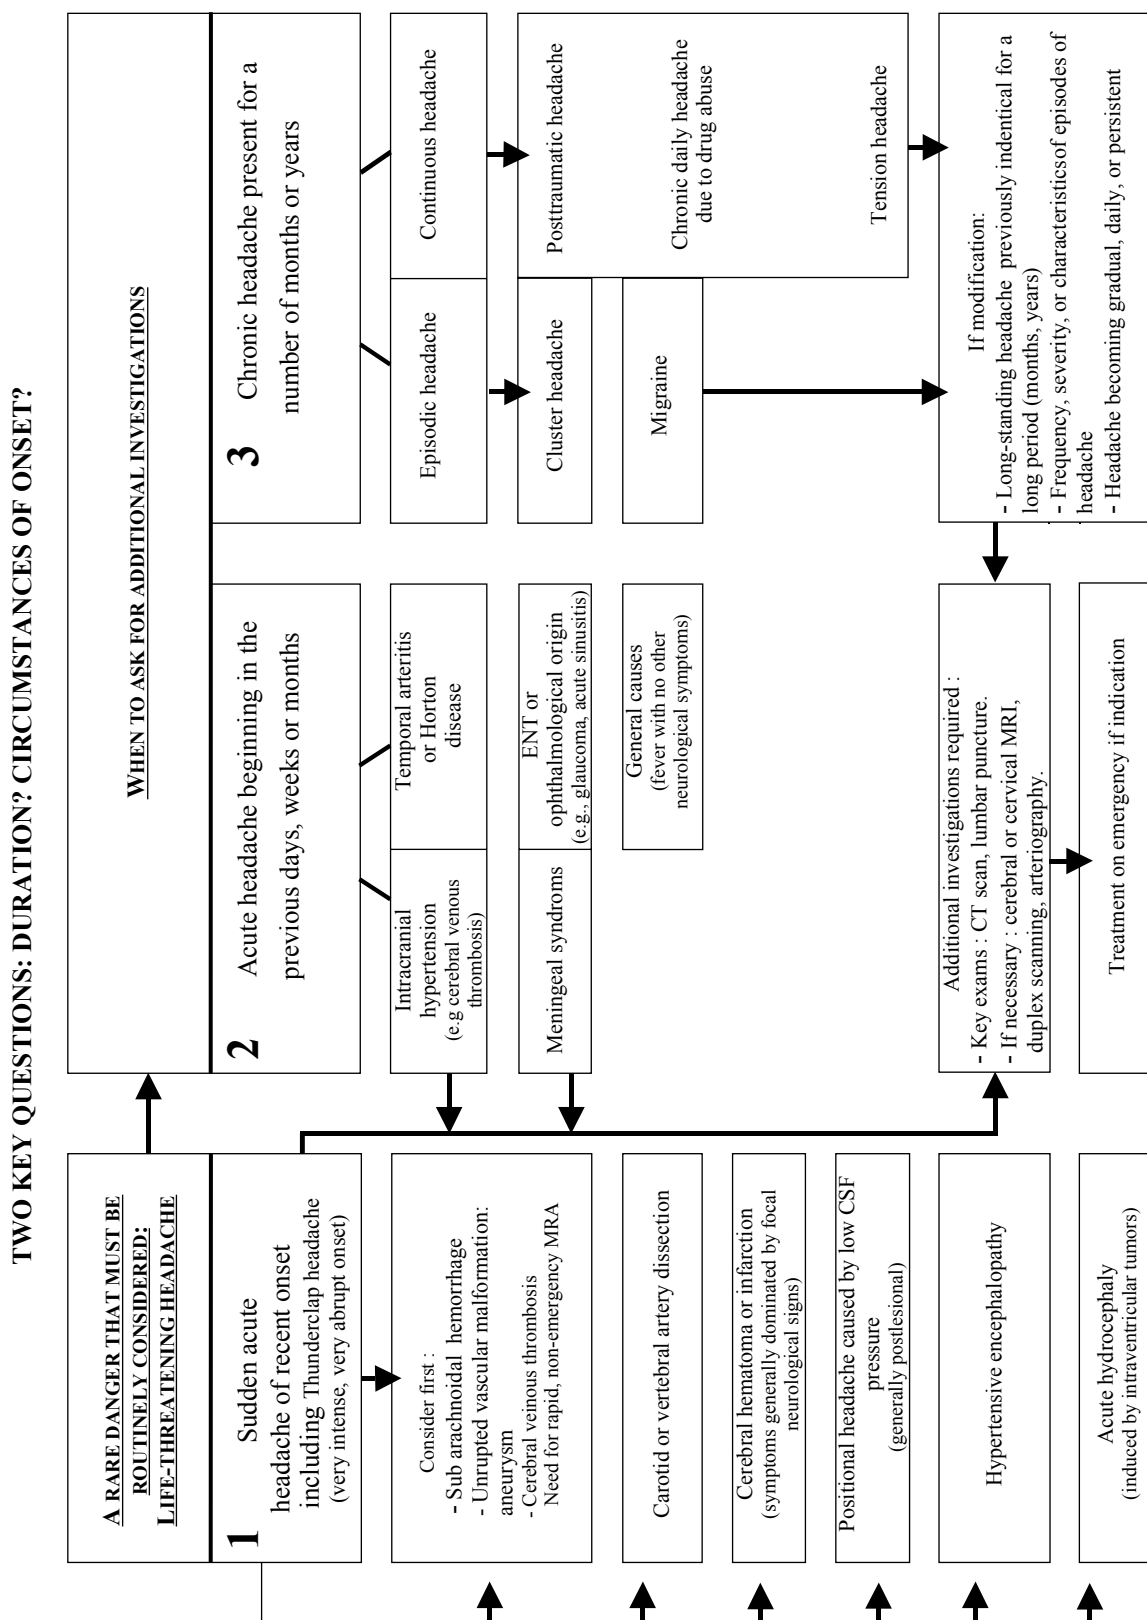 TWO KEY QUESTIONS: DURATION? CIRCUMSTANCES OF ONSET?
A RARE DANGER THAT MUST BE
ROUTINELY CONSIDERED:
LIFE-THREATENING HEADACHE
WHEN TO ASK FOR ADDITIONAL INVESTIGATIONS
1 Sudden acute
headache of recent onset
including Thunderclap headache
(very intense, very abrupt onset)
Consider first :
- Sub arachnoidal hemorrhage
- Unrupted vascular malformation:
aneurysm
- Cerebral veinous thrombosis
Need for rapid, non-emergency MRA
Carotid or vertebral artery dissection
Cerebral hematoma or infarction
(symptoms generally dominated by focal
neurological signs)
Positional headache caused by low CSF
pressure
(generally postlesional)
Hypertensive encephalopathy
Acute hydrocephaly
(induced by intraventricular tumors)
2 Acute headache beginning in the
previous days, weeks or months
Intracranial
hypertension
(e.g cerebral venous
thrombosis)
Temporal arteritis
or Horton
disease
Meningeal syndroms
ENT or
ophthalmological origin
(e.g., glaucoma, acute sinusitis)
General causes
(fever with no other
neurological symptoms)
Additional investigations required :
- Key exams : CT scan, lumbar puncture.
- If necessary : cerebral or cervical MRI,
duplex scanning, arteriography.
Treatment on emergency if indication
3 Chronic headache present for a
number of months or years
Episodic headache
Continuous headache
Cluster headache
Migraine
Posttraumatic headache
Chronic daily headache
due to drug abuse
Tension headache
If modification:
- Long-standing headache previously indentical for a
long period (months, years)
- Frequency, severity, or characteristicsof episodes of
headache
- Headache becoming gradual, daily, or persistent